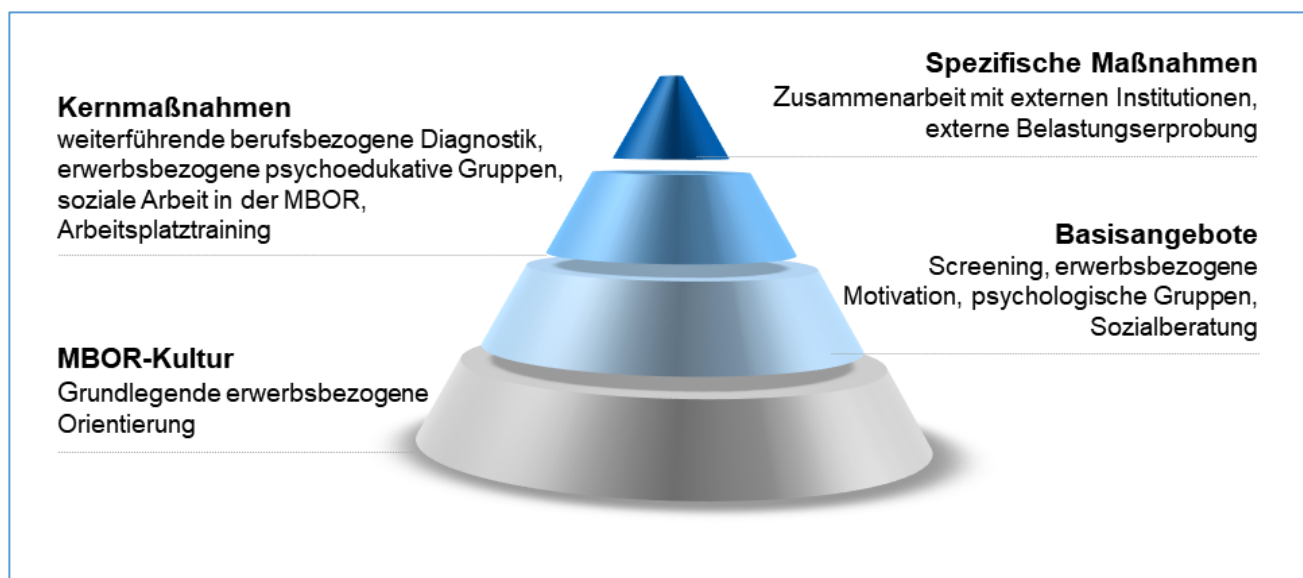 Kernmaßnahmen
weiterführende berufsbezogene Diagnostik,
erwerbsbezogene psychoedukative Gruppen,
soziale Arbeit in der MBOR,
Arbeitsplatztraining
MBOR-Kultur
Grundlegende erwerbsbezogene
Orientierung
Spezifische Maßnahmen
Zusammenarbeit mit externen Institutionen,
externe Belastungserprobung
Basisangebote
Screening, erwerbsbezogene
Motivation, psychologische Gruppen,
Sozialberatung